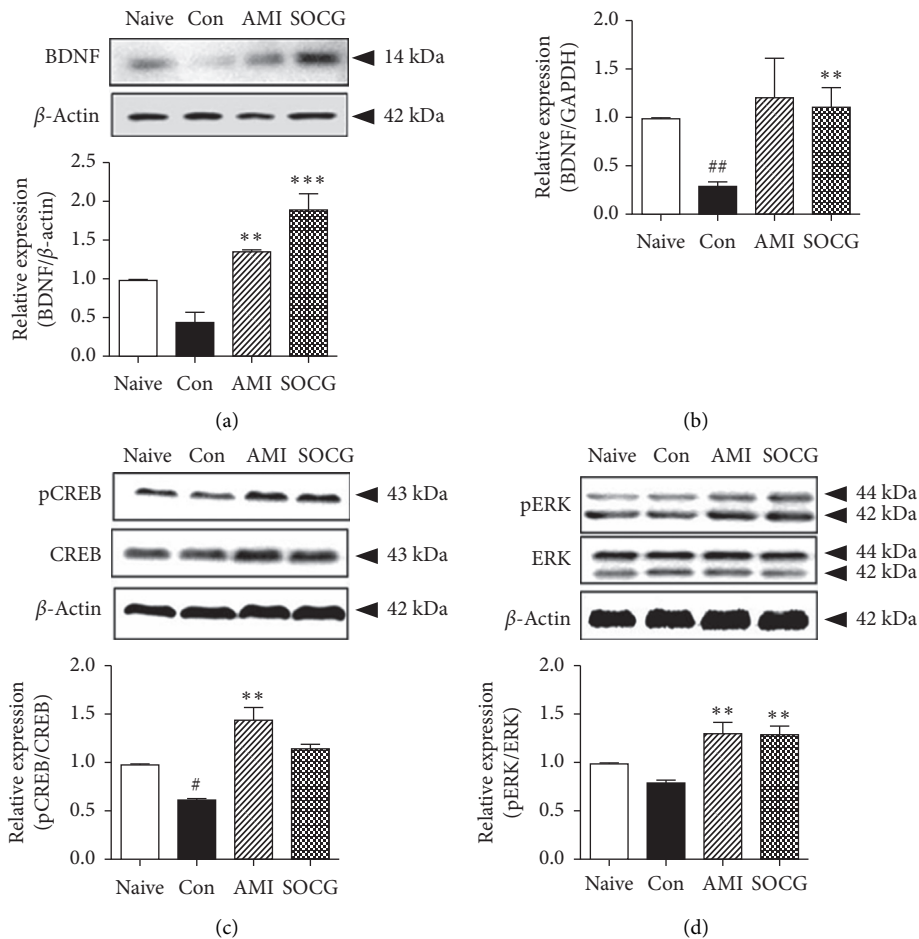 Naive Con AMI SOCG
BDNF ◄ 14 kDa
β-Actin ◄ 42 kDa
Relative expression
(BDNF/β-actin)
2.5
2.0
1.5
1.0
0.5
0.0
**
***
Naive Con AMI SOCG
(a)
Relative expression
(BDNF/GAPDH)
2.0
1.5
1.0
0.5
0.0
##
**
Naive Con AMI SOCG
(b)
Naive Con AMI SOCG
pCREB ◄ 43 kDa
CREB ◄ 43 kDa
β-Actin ◄ 42 kDa
Relative expression
(pCREB/CREB)
2.0
1.5
1.0
0.5
0.0
#
**
Naive Con AMI SOCG
(c)
Naive Con AMI SOCG
pERK ◄ 44 kDa
◄ 42 kDa
ERK ◄ 44 kDa
◄ 42 kDa
β-Actin ◄ 42 kDa
Relative expression
(pERK/ERK)
2.0
1.5
1.0
0.5
0.0
** **
Naive Con AMI SOCG
(d)